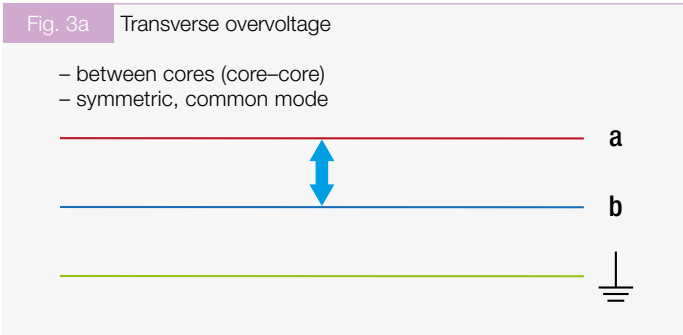 Fig. 3a Transverse overvoltage
– between cores (core–core)
– symmetric, common mode
a
b